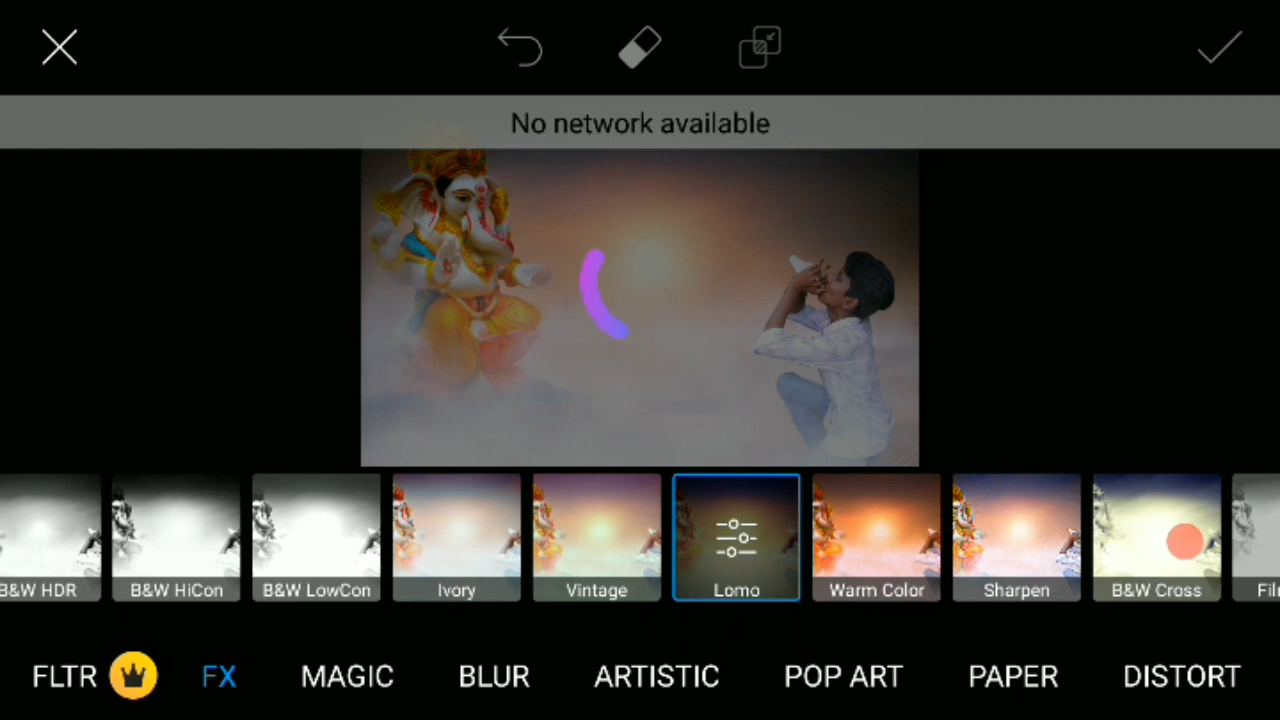 No network available
B&W HDR
B&W HiCon
B&W LowCon
Ivory
Vintage
Lomo
Warm Color
Sharpen
B&W Cross
FLTR
FX
MAGIC
BLUR
ARTISTIC
POP ART
PAPER
DISTORT